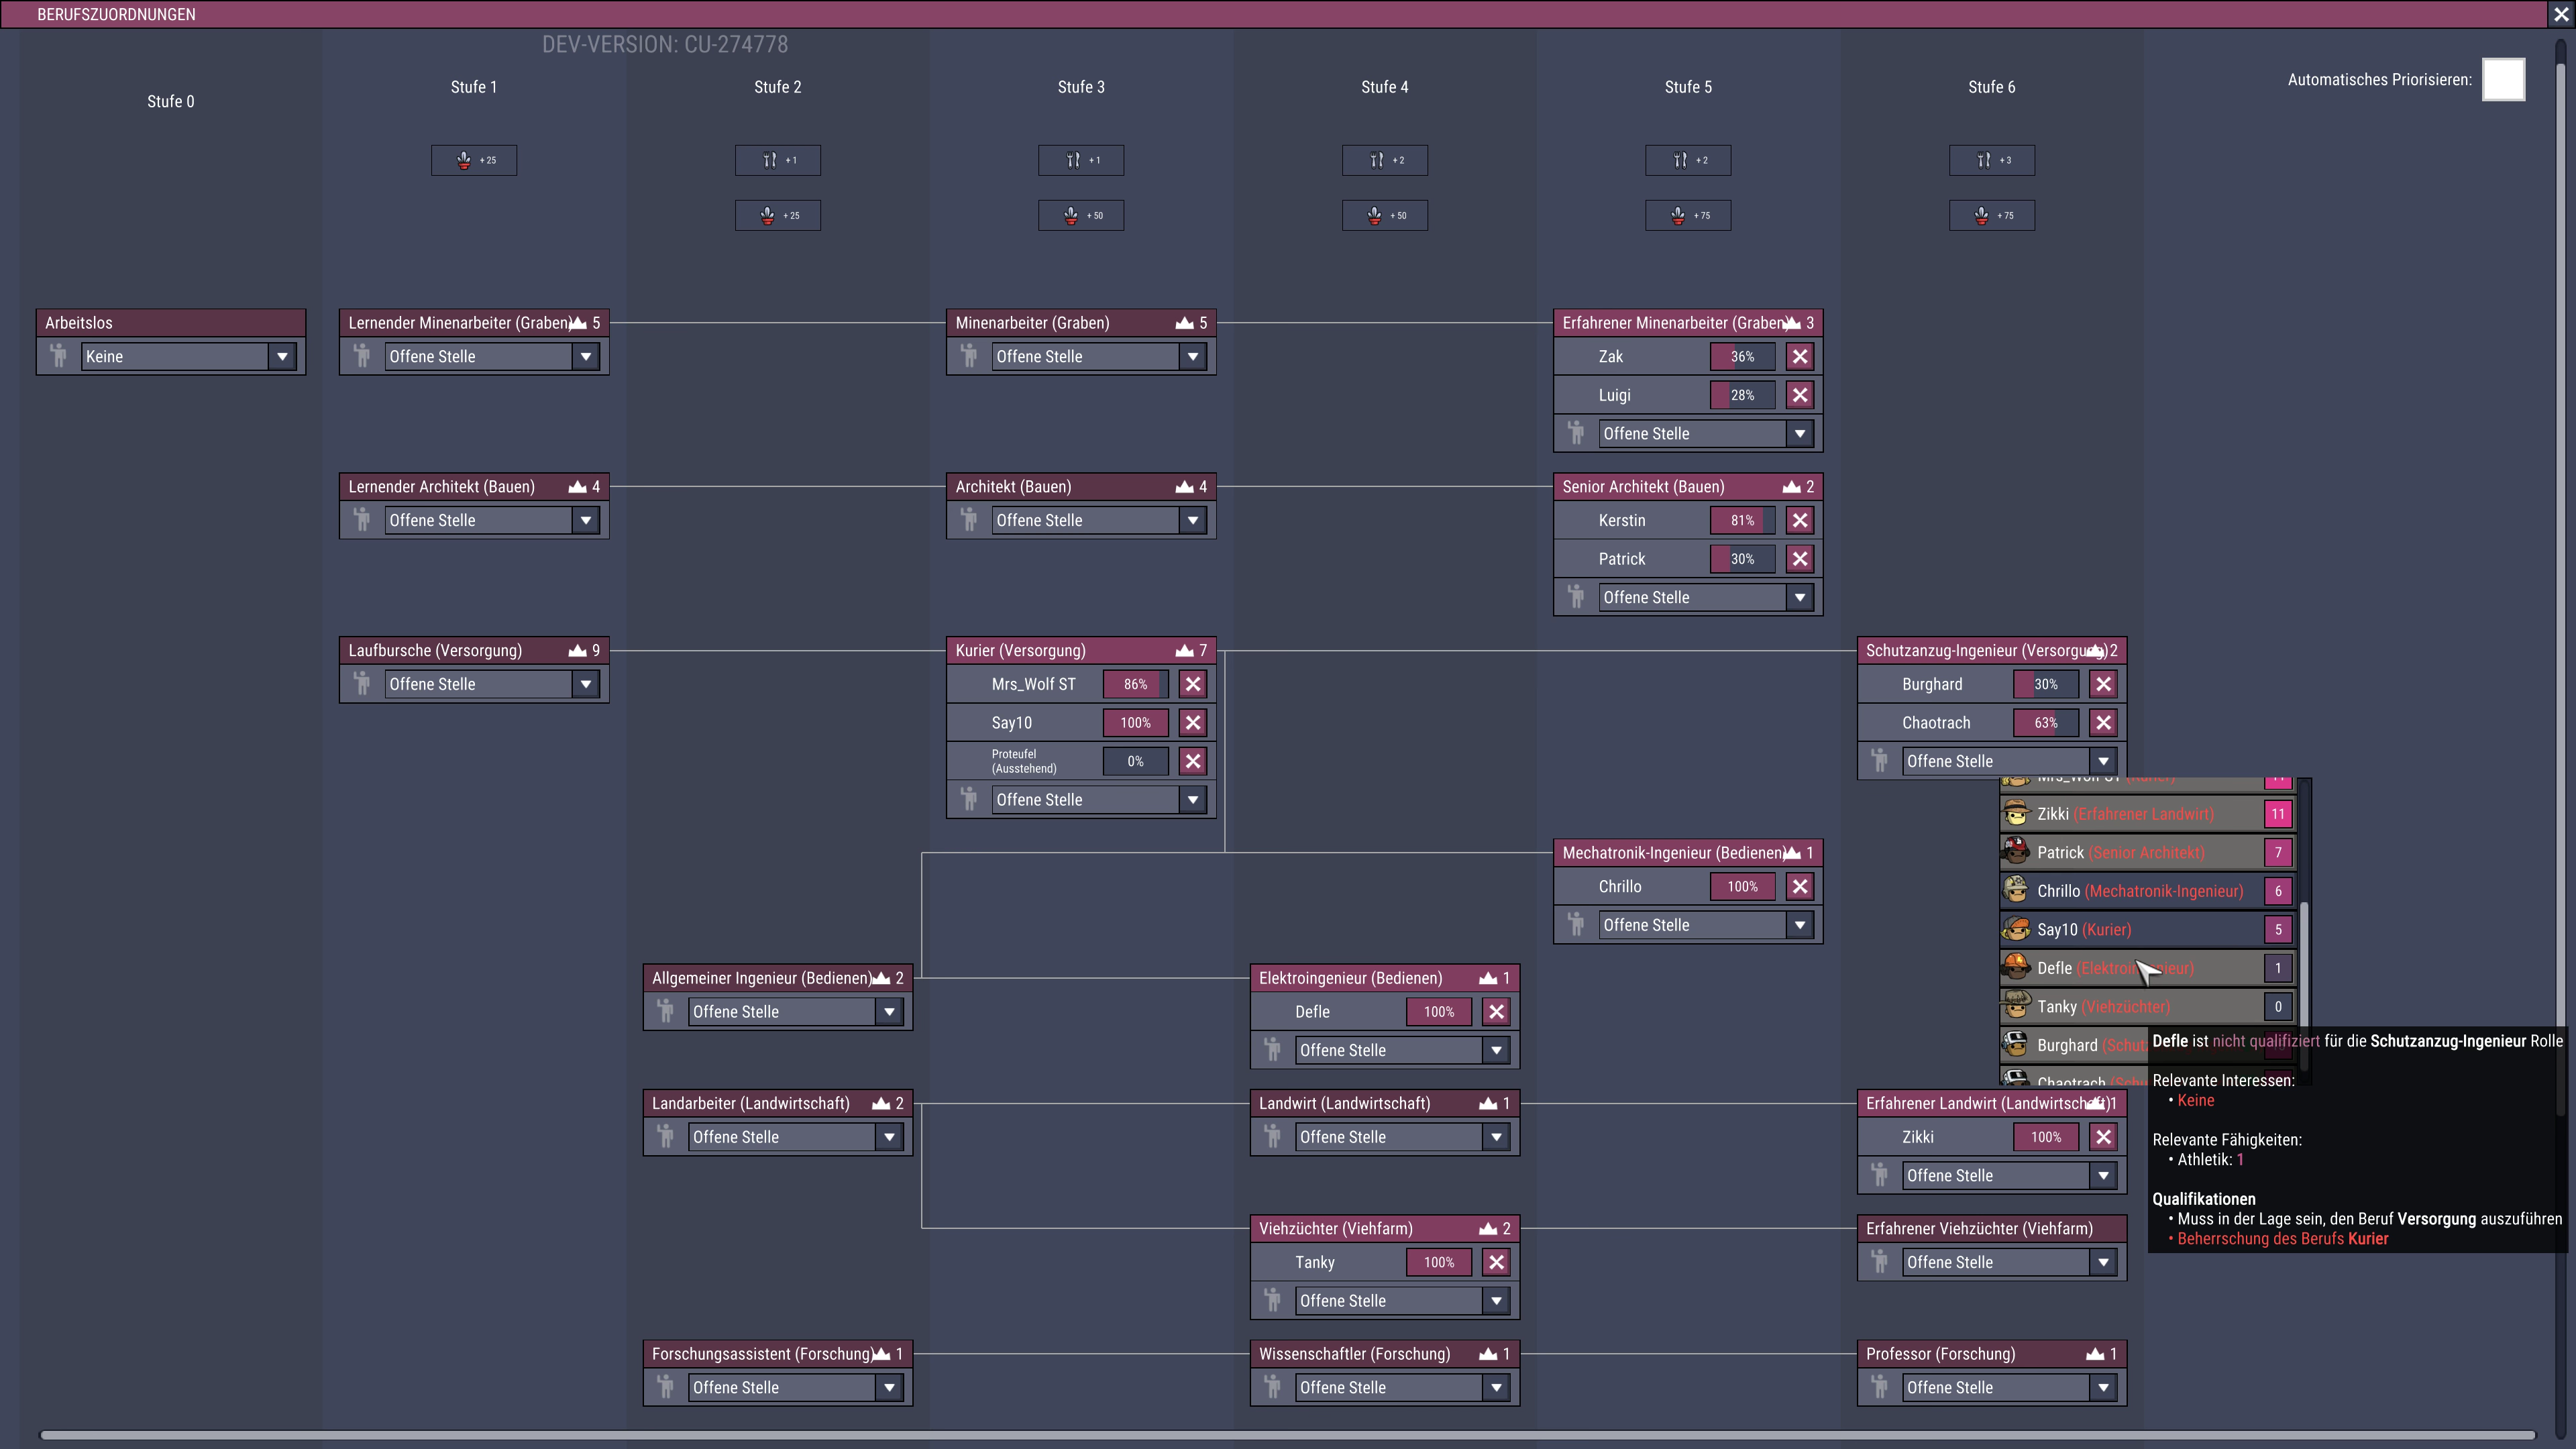 BERUFSZUORDNUNGEN
DEV-VERSION: CU-274778
Stufe 0
Stufe 1
Stufe 2
Stufe 3
Stufe 4
Stufe 5
Stufe 6
Automatisches Priorisieren:
+ 25
+ 1
+ 1
+ 2
+ 2
+ 3
+ 25
+ 50
+ 50
+ 75
+ 75
Arbeitslos
Keine
Lernender Minenarbeiter (Graben) 5
Offene Stelle
Minenarbeiter (Graben) 5
Offene Stelle
Erfahrener Minenarbeiter (Graben) 3
Zak 36%
Luigi 28%
Offene Stelle
Lernender Architekt (Bauen) 4
Offene Stelle
Architekt (Bauen) 4
Offene Stelle
Senior Architekt (Bauen) 2
Kerstin 81%
Patrick 30%
Offene Stelle
Laufbursche (Versorgung) 9
Offene Stelle
Kurier (Versorgung) 7
Mrs_Wolf ST 86%
Say10 100%
Proteufel
(Ausstehend) 0%
Offene Stelle
Schutzanzug-Ingenieur (Versorgung) 2
Burghard 30%
Chaotrach 63%
Offene Stelle
Mrs_Wolf ST (Kurier) 11
Zikki (Erfahrener Landwirt) 11
Patrick (Senior Architekt) 7
Chrillo (Mechatronik-Ingenieur) 6
Say10 (Kurier) 5
Defle (Elektroingenieur) 1
Tanky (Viehzüchter) 0
Burghard (Schutz
Chaotrach (Schu
Mechatronik-Ingenieur (Bedienen) 1
Chrillo 100%
Offene Stelle
Allgemeiner Ingenieur (Bedienen) 2
Offene Stelle
Elektroingenieur (Bedienen) 1
Defle 100%
Offene Stelle
Defle ist nicht qualifiziert für die Schutzanzug-Ingenieur Rolle
Relevante Interessen:
• Keine
Relevante Fähigkeiten:
• Athletik: 1
Qualifikationen
• Muss in der Lage sein, den Beruf Versorgung auszuführen
• Beherrschung des Berufs Kurier
Landarbeiter (Landwirtschaft) 2
Offene Stelle
Landwirt (Landwirtschaft) 1
Offene Stelle
Erfahrener Landwirt (Landwirtschaft) 1
Zikki 100%
Offene Stelle
Viehzüchter (Viehfarm) 2
Tanky 100%
Offene Stelle
Erfahrener Viehzüchter (Viehfarm)
Offene Stelle
Forschungsassistent (Forschung) 1
Offene Stelle
Wissenschaftler (Forschung) 1
Offene Stelle
Professor (Forschung) 1
Offene Stelle